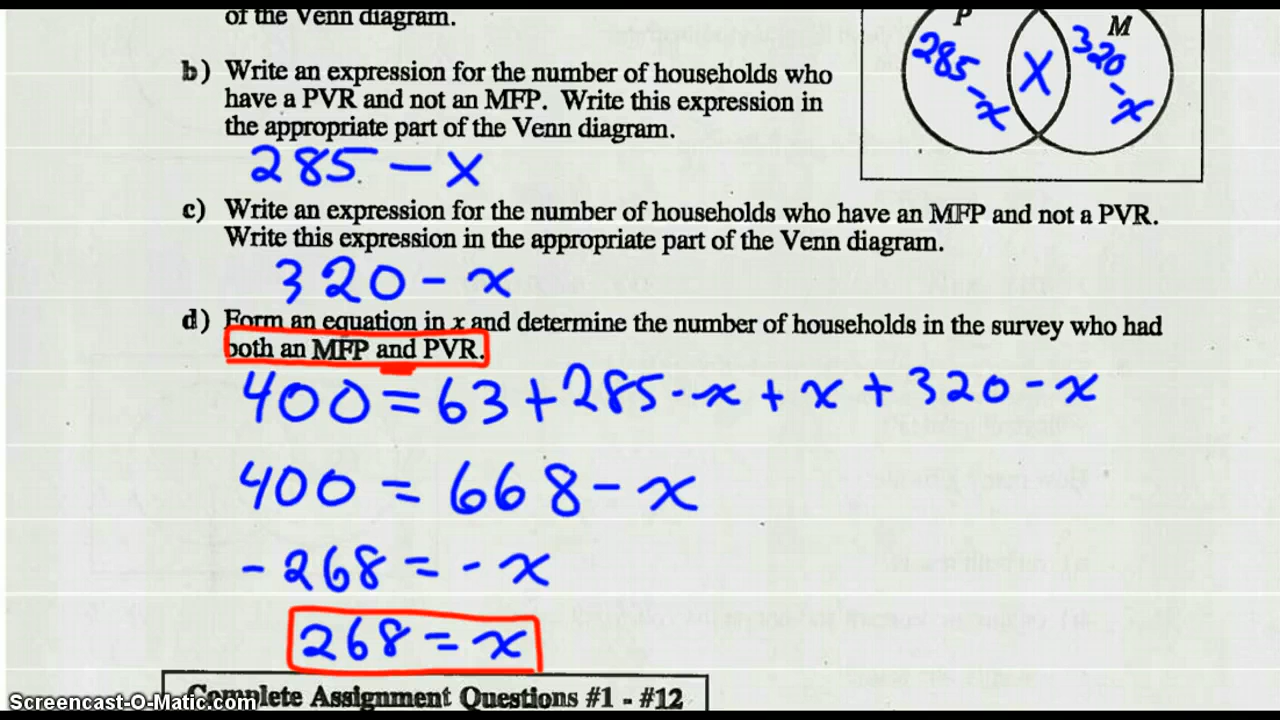 of the Venn diagram.
P
M
285 - x
X
320 - x
b) Write an expression for the number of households who
have a PVR and not an MFP. Write this expression in
the appropriate part of the Venn diagram.
285 - x
c) Write an expression for the number of households who have an MFP and not a PVR.
Write this expression in the appropriate part of the Venn diagram.
320 - x
d) Form an equation in x and determine the number of households in the survey who had
both an MFP and PVR.
400 = 63 + 285 - x + x + 320 - x
400 = 668 - x
- 268 = - x
268 = x
Complete Assignment Questions #1 - #12
Screencast-O-Matic.com